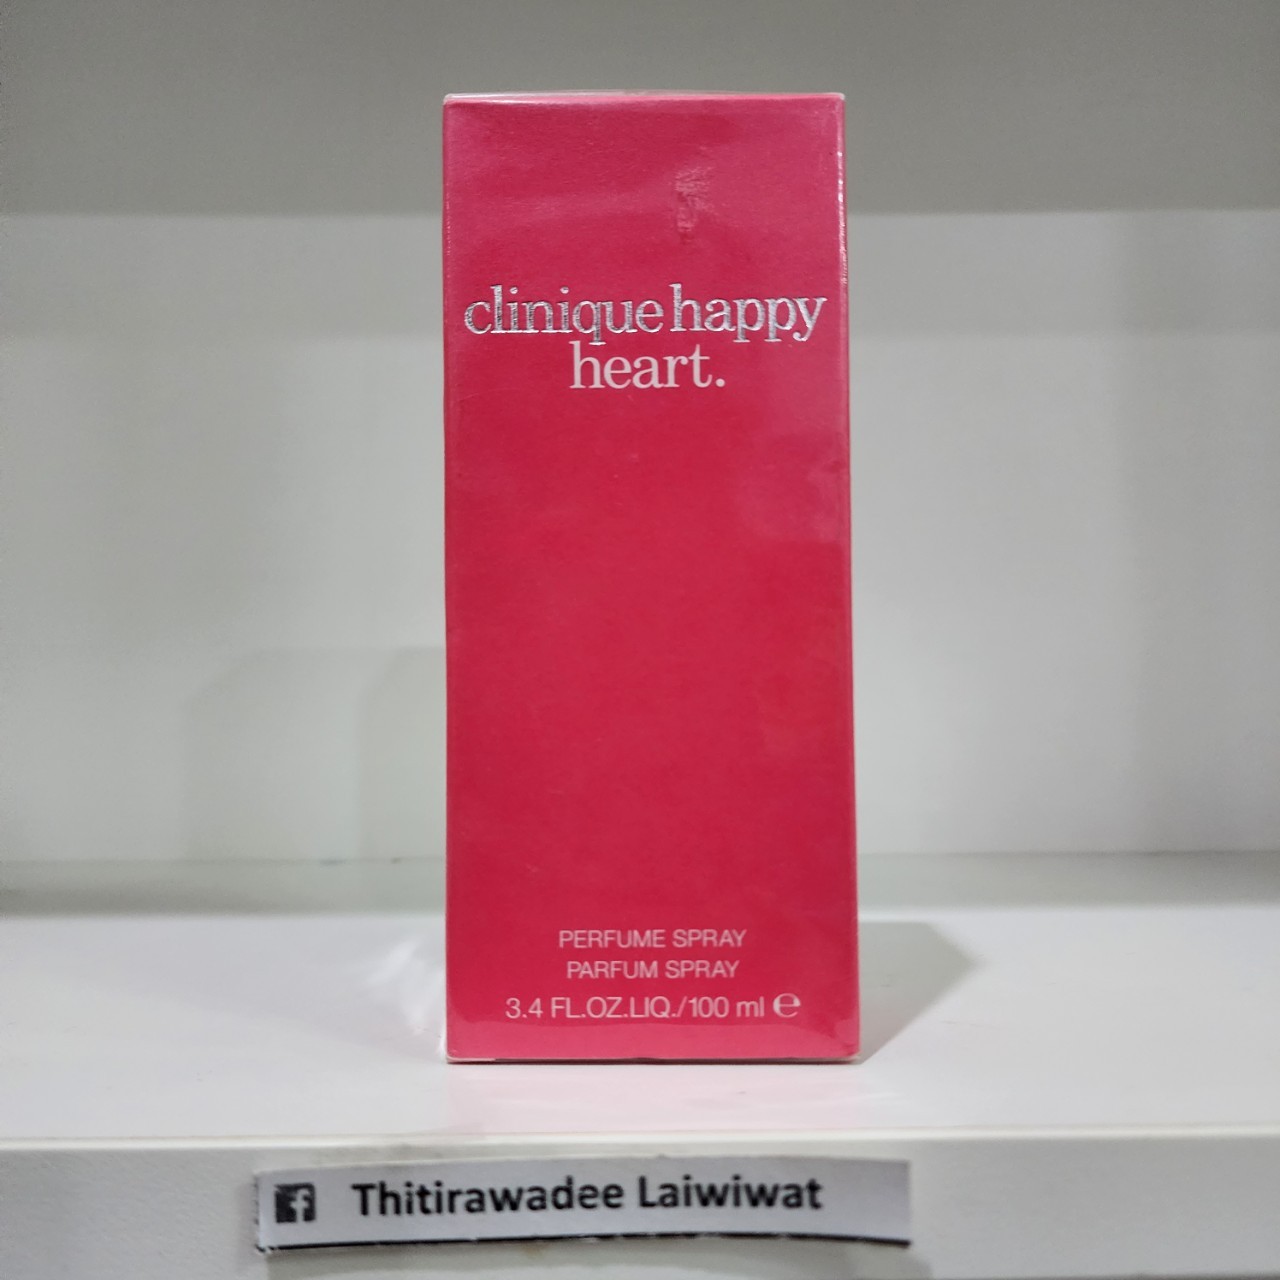 clinique happy
heart.
PERFUME SPRAY
PARFUM SPRAY
3.4 FL.OZ.LIQ./100 ml ℮
f Thitirawadee Laiwiwat